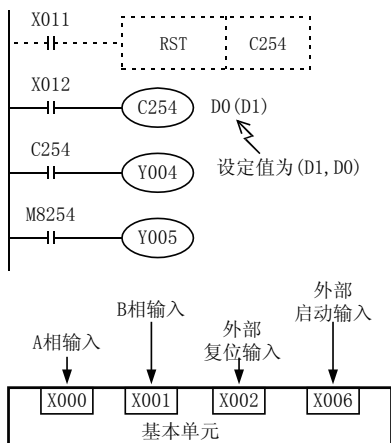 X011
RST C254
X012
C254 D0(D1)
C254
设定值为(D1,D0)
Y004
M8254
Y005
外部
启动输入
B相输入
外部
复位输入
A相输入
X000 X001 X002 X006
基本单元